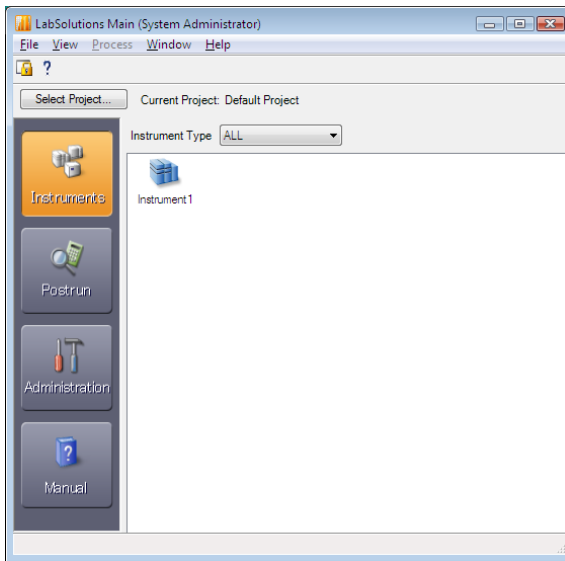 LabSolutions Main (System Administrator)
File View Process Window Help
?
Select Project... Current Project: Default Project
Instrument Type ALL
Instruments
Instrument1
Postrun
Administration
?
Manual